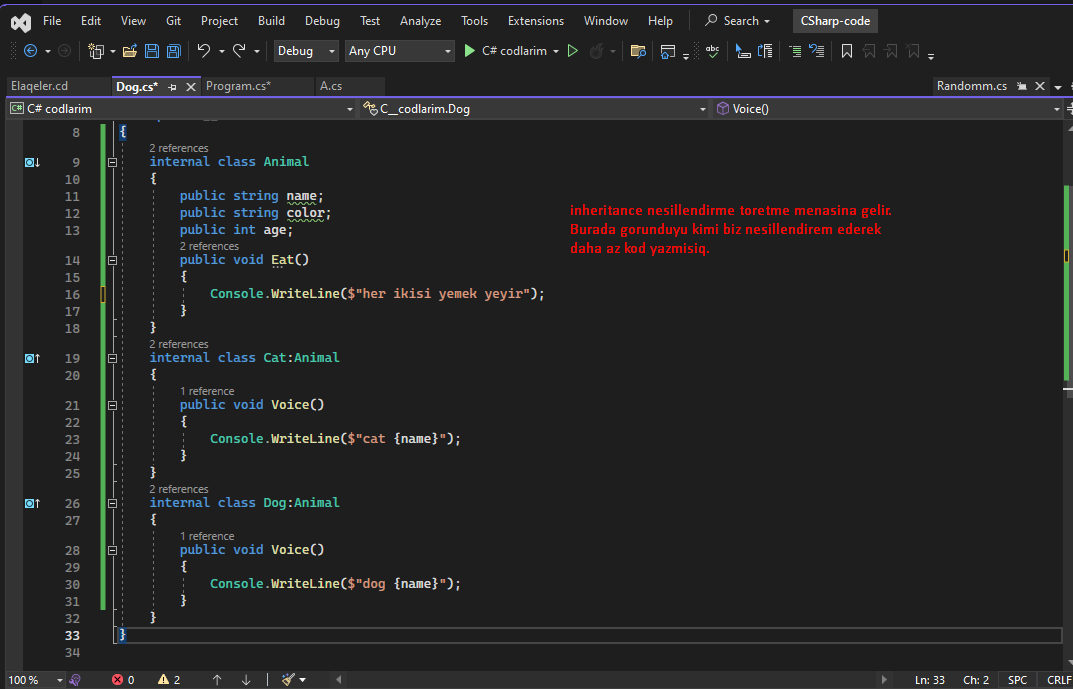 File Edit View Git Project Build Debug Test Analyze Tools Extensions Window Help Search CSharp-code
Debug Any CPU C# codlarim abc
Elaqeler.cd Dog.cs* Program.cs* A.cs Randomm.cs
C# C# codlarim C__codlarim.Dog Voice()
8 {
2 references
9 internal class Animal
10 {
11 public string name;
12 public string color;
13 public int age;
2 references
14 public void Eat()
15 {
16 Console.WriteLine($"her ikisi yemek yeyir");
17 }
18 }
inheritance nesillendirme toretme menasina gelir.
Burada gorunduyu kimi biz nesillendirem ederek
daha az kod yazmisiq.
2 references
19 internal class Cat:Animal
20 {
1 reference
21 public void Voice()
22 {
23 Console.WriteLine($"cat {name}");
24 }
25 }
2 references
26 internal class Dog:Animal
27 {
1 reference
28 public void Voice()
29 {
30 Console.WriteLine($"dog {name}");
31 }
32 }
33 }
34
100 % 0 2 Ln: 33 Ch: 2 SPC CRLF